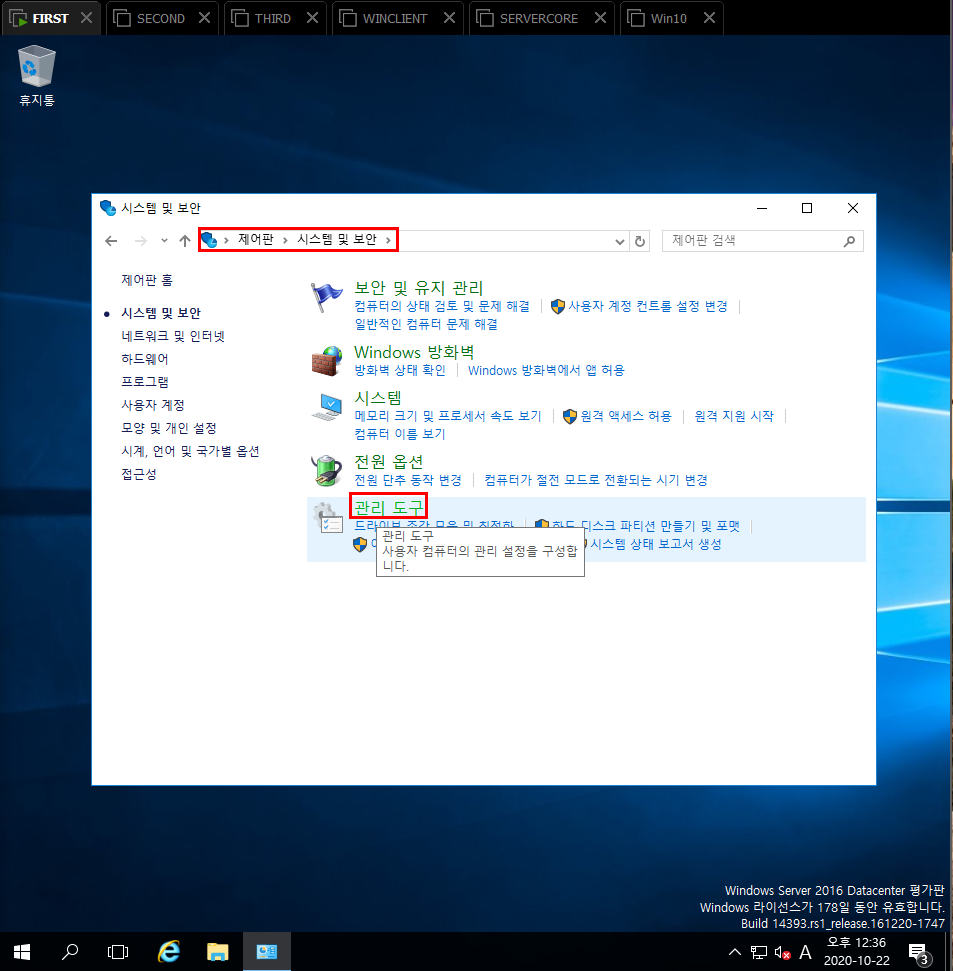 FIRST SECOND THIRD WINCLIENT SERVERCORE Win10
휴지통
시스템 및 보안
제어판 시스템 및 보안
제어판 검색
제어판 홈
시스템 및 보안
네트워크 및 인터넷
하드웨어
프로그램
사용자 계정
모양 및 개인 설정
시계, 언어 및 국가별 옵션
접근성
보안 및 유지 관리
컴퓨터의 상태 검토 및 문제 해결 사용자 계정 컨트롤 설정 변경
일반적인 컴퓨터 문제 해결
Windows 방화벽
방화벽 상태 확인 Windows 방화벽에서 앱 허용
시스템
메모리 크기 및 프로세서 속도 보기 원격 액세스 허용 원격 지원 시작
컴퓨터 이름 보기
전원 옵션
전원 단추 동작 변경 컴퓨터가 절전 모드로 전환되는 시기 변경
관리 도구
드라이브 조각 모음 및 최적화 하드 디스크 파티션 만들기 및 포맷
시스템 상태 보고서 생성
관리 도구
사용자 컴퓨터의 관리 설정을 구성합
니다.
Windows Server 2016 Datacenter 평가판
Windows 라이선스가 178일 동안 유효합니다.
Build 14393.rs1_release.161220-1747
A
오후 12:36
2020-10-22
3